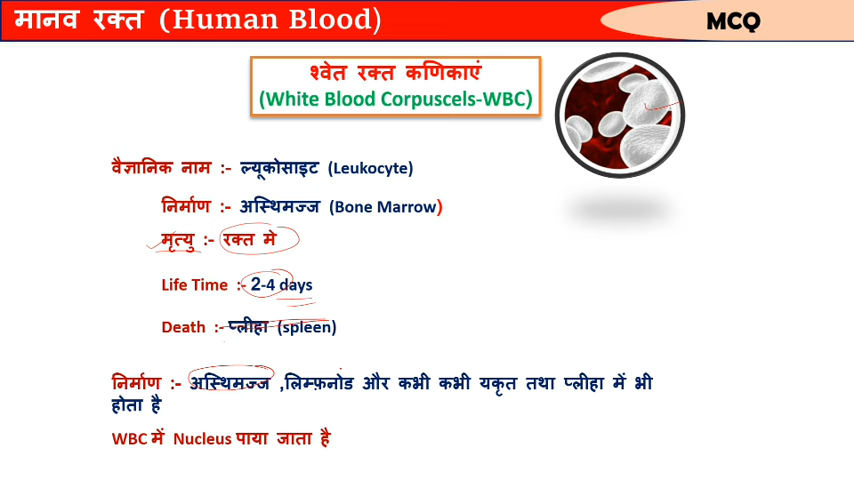 मानव रक्त (Human Blood)
MCQ
श्वेत रक्त कणिकाएं
(White Blood Corpuscels-WBC)
वैज्ञानिक नाम :- ल्यूकोसाइट (Leukocyte)
निर्माण :- अस्थिमज्ज (Bone Marrow)
मृत्यु :- रक्त मे
Life Time :- 2-4 days
Death :- प्लीहा (spleen)
निर्माण :- अस्थिमज्ज ,लिम्फ़नोड और कभी कभी यकृत तथा प्लीहा में भी
होता है
WBC में Nucleus पाया जाता है